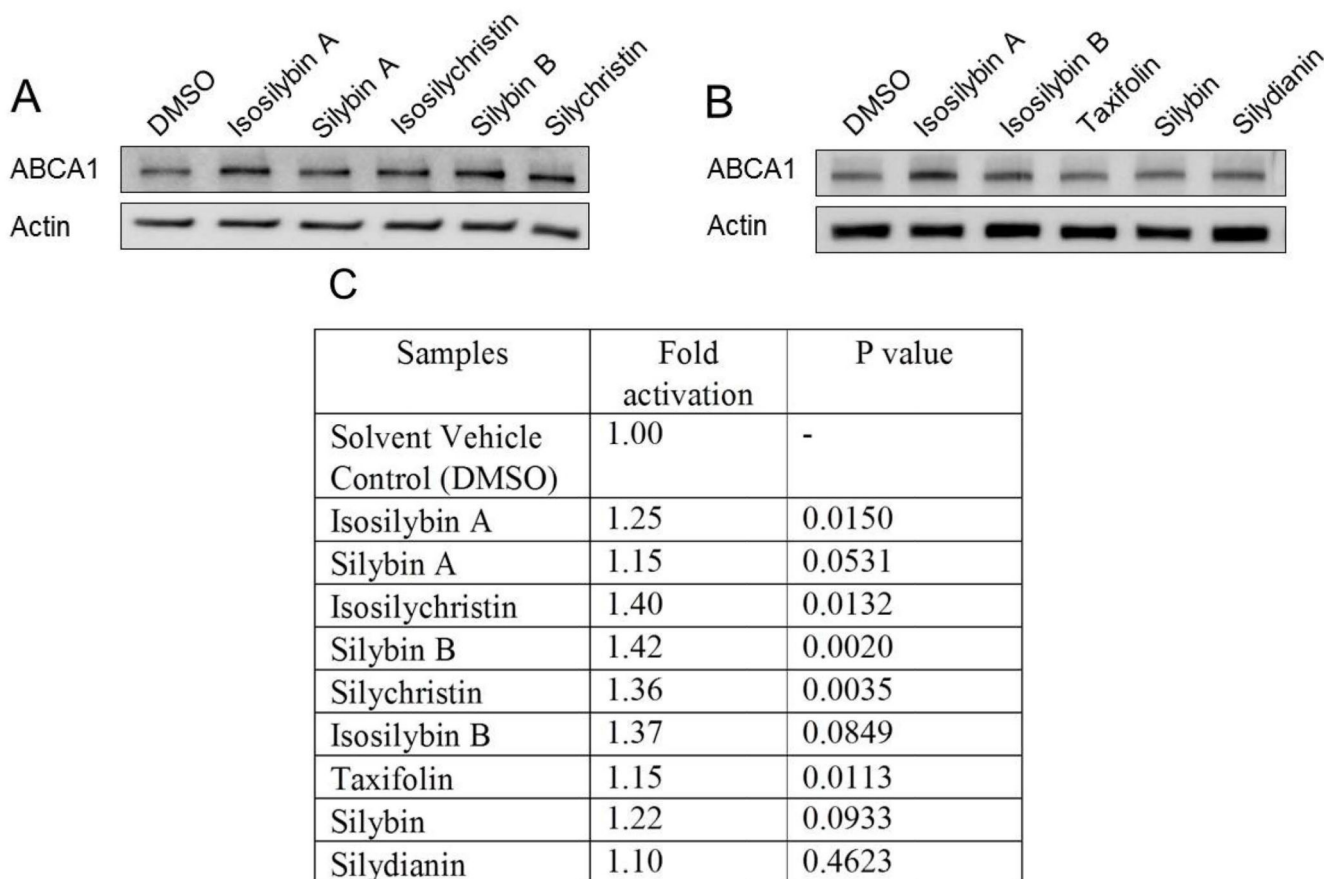 A
DMSO
Isosilybin A
Silybin A
Isosilychristin
Silybin B
Silychristin
ABCA1
Actin
B
DMSO
Isosilybin A
Isosilybin B
Taxifolin
Silybin
Silydianin
ABCA1
Actin
C
Samples Fold P value
activation
Solvent Vehicle 1.00 -
Control (DMSO)
Isosilybin A 1.25 0.0150
Silybin A 1.15 0.0531
Isosilychristin 1.40 0.0132
Silybin B 1.42 0.0020
Silychristin 1.36 0.0035
Isosilybin B 1.37 0.0849
Taxifolin 1.15 0.0113
Silybin 1.22 0.0933
Silydianin 1.10 0.4623